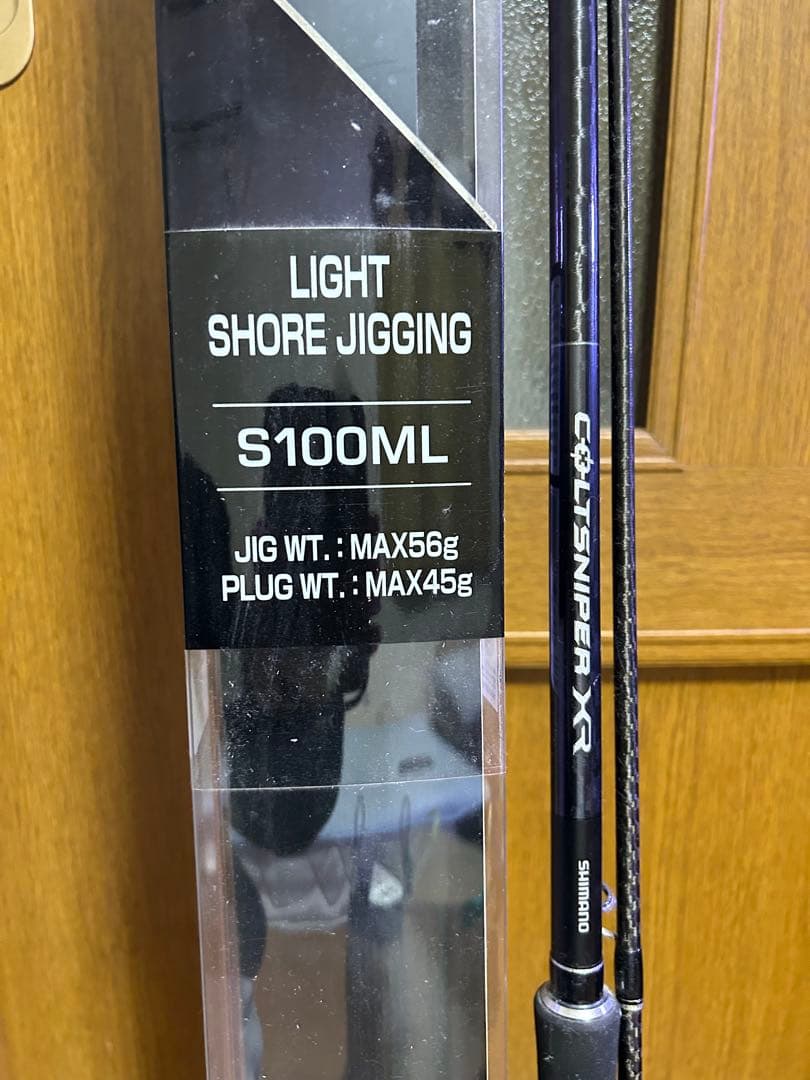 LIGHT
SHORE JIGGING
S100ML
JIG WT. : MAX56g
PLUG WT. : MAX45g
COLTSNIPER XR
SHIMANO